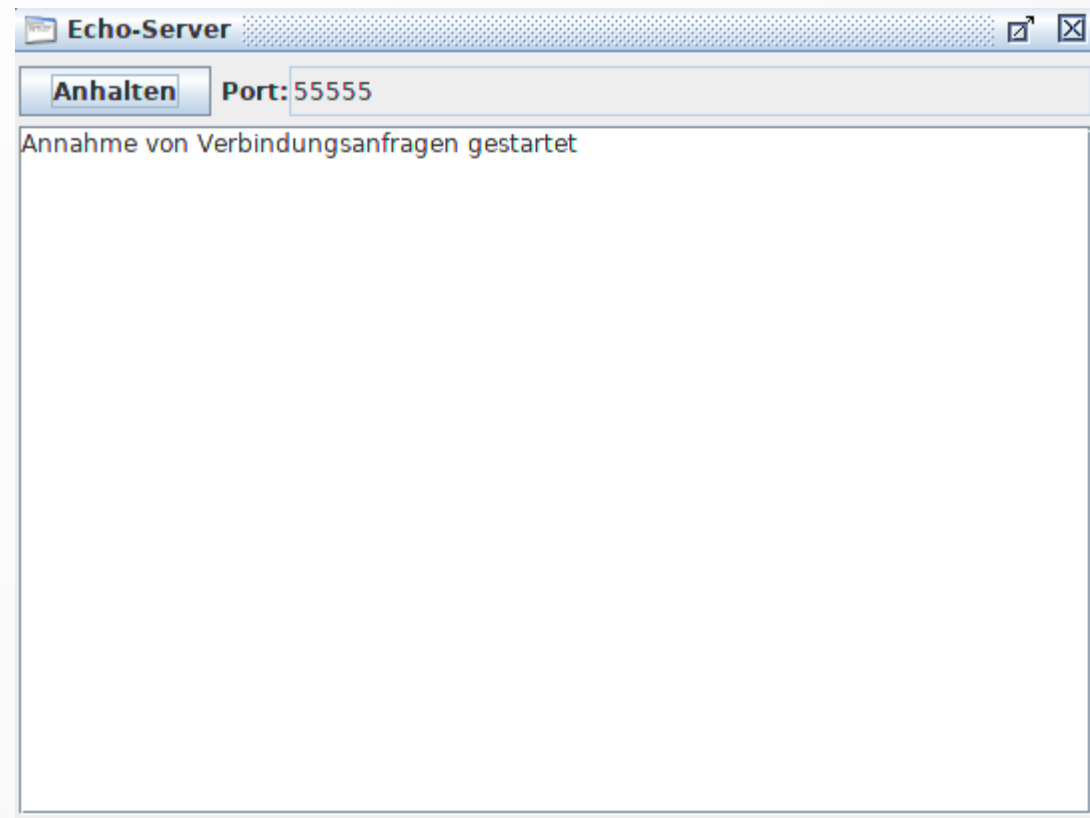 Echo-Server
Anhalten Port: 55555
Annahme von Verbindungsanfragen gestartet